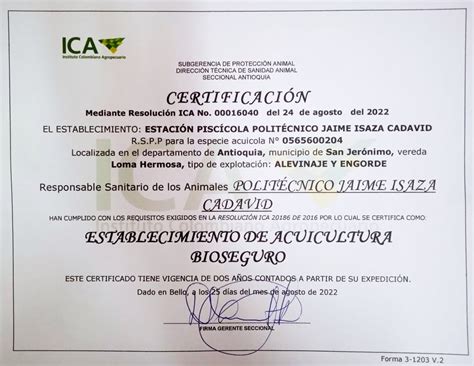 ICA
Instituto Colombiano Agropecuario
SUBGERENCIA DE PROTECCIÓN ANIMAL
DIRECCIÓN TÉCNICA DE SANIDAD ANIMAL
SECCIONAL ANTIOQUIA
CERTIFICACIÓN
Mediante Resolución ICA No. 00016040 del 24 de agosto del 2022
EL ESTABLECIMIENTO: ESTACIÓN PISCÍCOLA POLITÉCNICO JAIME ISAZA CADAVID
R.S.P.P para la especie acuicola N° 0565600204
Localizada en el departamento de Antioquia, municipio de San Jerónimo, vereda
Loma Hermosa, tipo de explotación: ALEVINAJE Y ENGORDE
Responsable Sanitario de los Animales POLITÉCNICO JAIME ISAZA
CADAVID
HAN CUMPLIDO CON LOS REQUISITOS EXIGIDOS EN LA RESOLUCIÓN ICA 20186 DE 2016 POR LO CUAL SE CERTIFICA COMO:
ESTABLECIMIENTO DE ACUICULTURA
BIOSEGURO
ESTE CERTIFICADO TIENE VIGENCIA DE DOS AÑOS CONTADOS A PARTIR DE SU EXPEDICIÓN.
Dado en Bello, a los 25 días del mes de agosto de 2022
FIRMA GERENTE SECCIONAL
Forma 3-1203 V.2